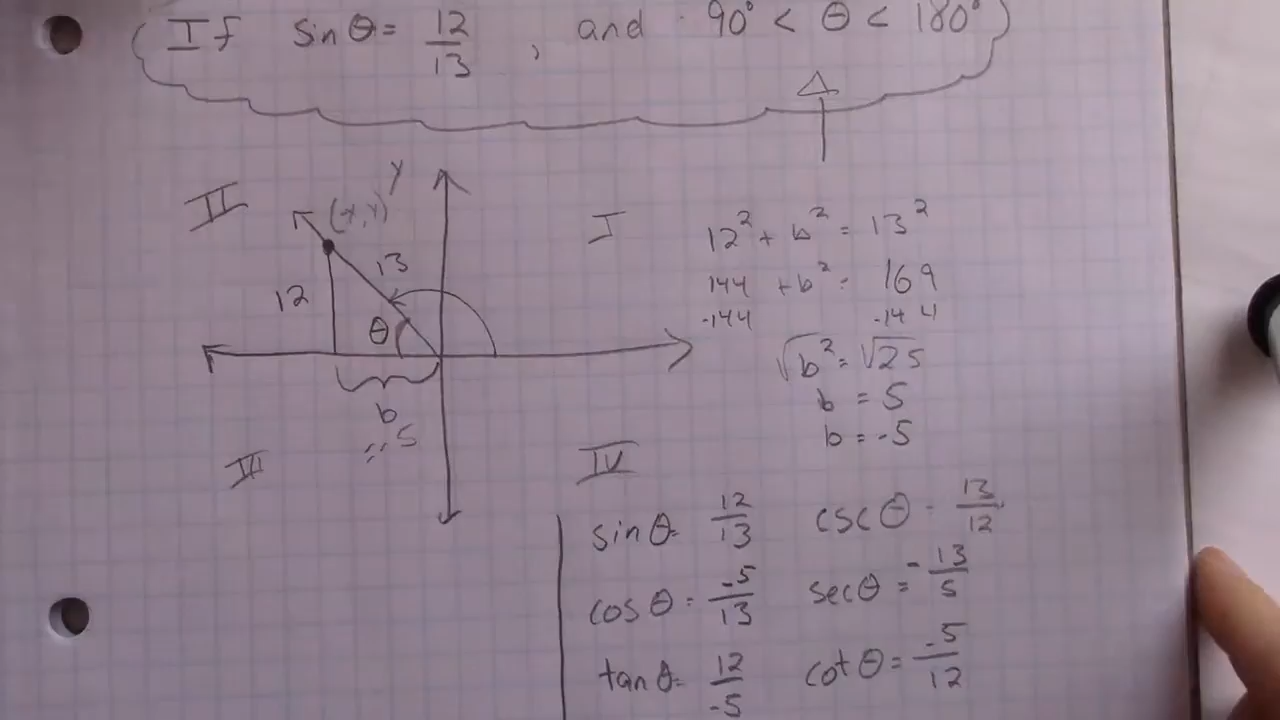 If sin θ = 12/13 , and 90° < θ < 180°
II
y
(-x,y)
I
13
12
θ
b
=-5
III
IV
12² + b² = 13²
144 + b² = 169
-144 -144
√b² = √25
b = 5
b = -5
sin θ = 12/13 csc θ = 13/12
cos θ = -5/13 sec θ = -13/5
tan θ = 12/-5 cot θ = -5/12